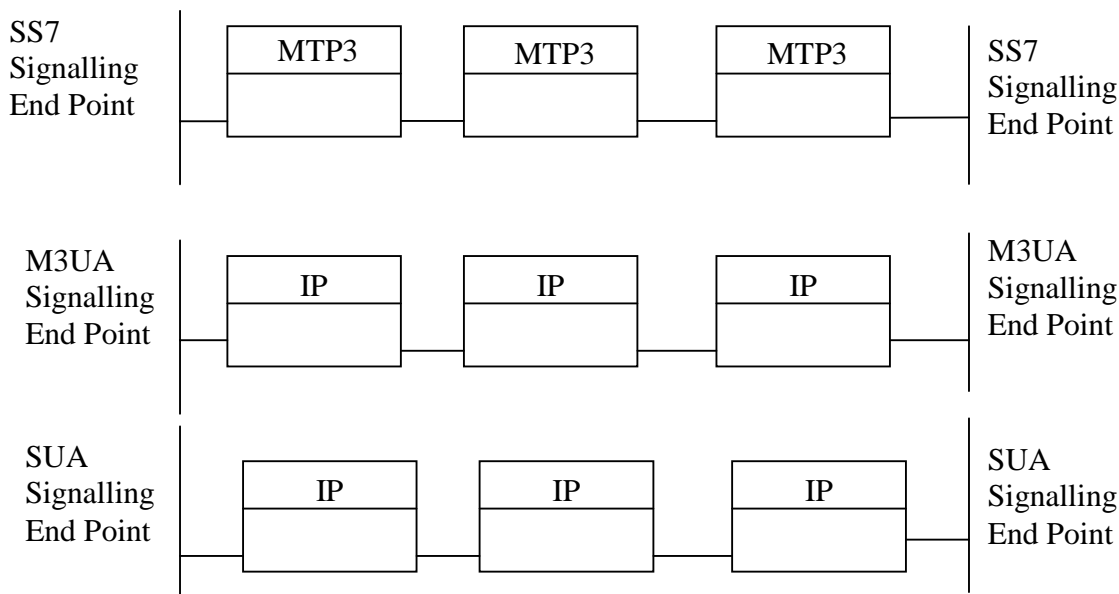 SS7
Signalling
End Point
MTP3
MTP3
MTP3
SS7
Signalling
End Point
M3UA
Signalling
End Point
IP
IP
IP
M3UA
Signalling
End Point
SUA
Signalling
End Point
IP
IP
IP
SUA
Signalling
End Point